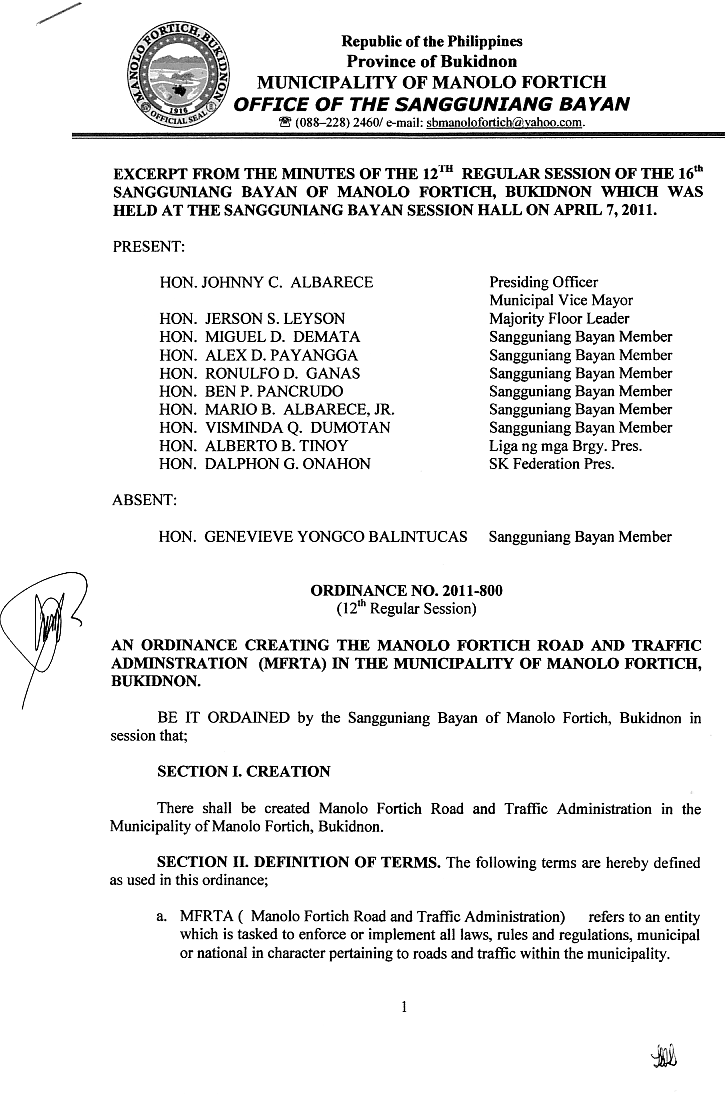 MANOLO FORTICH, BUKIDNON
1916
OFFICIAL SEAL
Republic of the Philippines
Province of Bukidnon
MUNICIPALITY OF MANOLO FORTICH
OFFICE OF THE SANGGUNIANG BAYAN
☎ (088–228) 2460/ e-mail: sbmanolofortich@yahoo.com.
EXCERPT FROM THE MINUTES OF THE 12TH REGULAR SESSION OF THE 16th
SANGGUNIANG BAYAN OF MANOLO FORTICH, BUKIDNON WHICH WAS
HELD AT THE SANGGUNIANG BAYAN SESSION HALL ON APRIL 7, 2011.
PRESENT:
HON. JOHNNY C. ALBARECE Presiding Officer
Municipal Vice Mayor
HON. JERSON S. LEYSON Majority Floor Leader
HON. MIGUEL D. DEMATA Sangguniang Bayan Member
HON. ALEX D. PAYANGGA Sangguniang Bayan Member
HON. RONULFO D. GANAS Sangguniang Bayan Member
HON. BEN P. PANCRUDO Sangguniang Bayan Member
HON. MARIO B. ALBARECE, JR. Sangguniang Bayan Member
HON. VISMINDA Q. DUMOTAN Sangguniang Bayan Member
HON. ALBERTO B. TINOY Liga ng mga Brgy. Pres.
HON. DALPHON G. ONAHON SK Federation Pres.
ABSENT:
HON. GENEVIEVE YONGCO BALINTUCAS Sangguniang Bayan Member
ORDINANCE NO. 2011-800
(12th Regular Session)
AN ORDINANCE CREATING THE MANOLO FORTICH ROAD AND TRAFFIC
ADMINSTRATION (MFRTA) IN THE MUNICIPALITY OF MANOLO FORTICH,
BUKIDNON.
BE IT ORDAINED by the Sangguniang Bayan of Manolo Fortich, Bukidnon in
session that;
SECTION I. CREATION
There shall be created Manolo Fortich Road and Traffic Administration in the
Municipality of Manolo Fortich, Bukidnon.
SECTION II. DEFINITION OF TERMS. The following terms are hereby defined
as used in this ordinance;
a. MFRTA ( Manolo Fortich Road and Traffic Administration) refers to an entity
which is tasked to enforce or implement all laws, rules and regulations, municipal
or national in character pertaining to roads and traffic within the municipality.
1